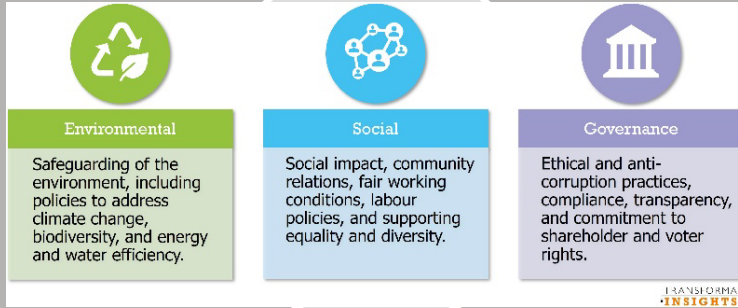 Environmental
Safeguarding of the
environment, including
policies to address
climate change,
biodiversity, and energy
and water efficiency.
Social
Social impact, community
relations, fair working
conditions, labour
policies, and supporting
equality and diversity.
Governance
Ethical and anti-
corruption practices,
compliance, transparency,
and commitment to
shareholder and voter
rights.
TRANSFORMA
INSIGHTS